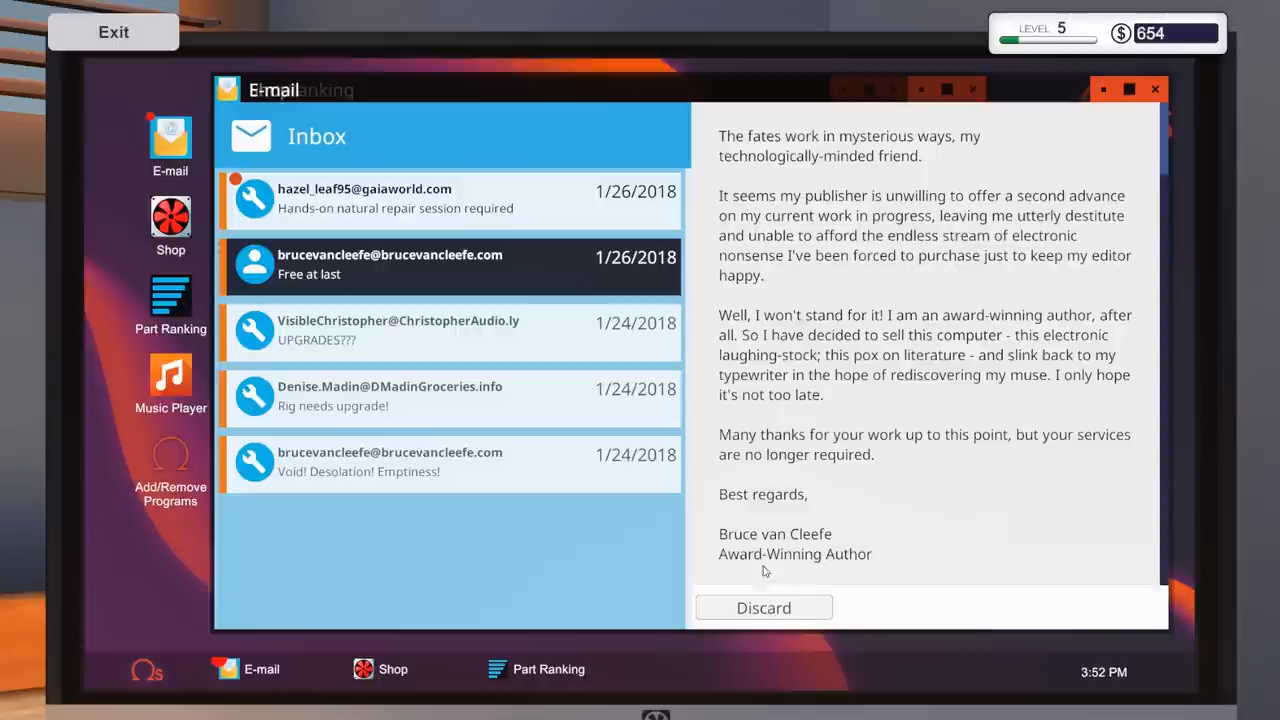 Exit
LEVEL 5
$ 654
E-mail
Inbox
hazel_leaf95@gaiaworld.com
1/26/2018
Hands-on natural repair session required
brucevancleefe@brucevancleefe.com
1/26/2018
Free at last
VisibleChristopher@ChristopherAudio.ly
1/24/2018
UPGRADES???
Denise.Madin@DMadinGroceries.info
1/24/2018
Rig needs upgrade!
brucevancleefe@brucevancleefe.com
1/24/2018
Void! Desolation! Emptiness!
The fates work in mysterious ways, my
technologically-minded friend.
It seems my publisher is unwilling to offer a second advance
on my current work in progress, leaving me utterly destitute
and unable to afford the endless stream of electronic
nonsense I've been forced to purchase just to keep my editor
happy.
Well, I won't stand for it! I am an award-winning author, after
all. So I have decided to sell this computer - this electronic
laughing-stock; this pox on literature - and slink back to my
typewriter in the hope of rediscovering my muse. I only hope
it's not too late.
Many thanks for your work up to this point, but your services
are no longer required.
Best regards,
Bruce van Cleefe
Award-Winning Author
Discard
E-mail
Shop
Part Ranking
Music Player
Add/Remove
Programs
Ωs
E-mail
Shop
Part Ranking
3:52 PM